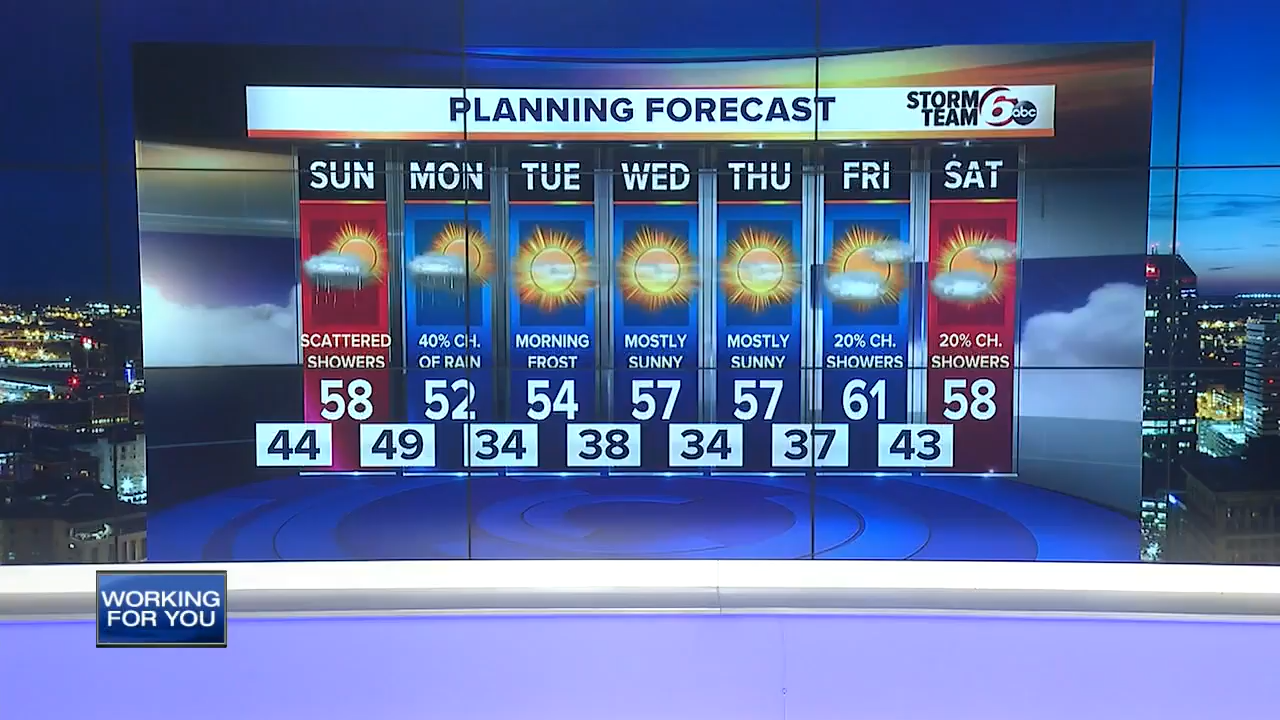 PLANNING FORECAST
STORM
TEAM 6 abc
SUN MON TUE WED THU FRI SAT
SCATTERED 40% CH. MORNING MOSTLY MOSTLY 20% CH. 20% CH.
SHOWERS OF RAIN FROST SUNNY SUNNY SHOWERS SHOWERS
58 52 54 57 57 61 58
44 49 34 38 34 37 43
WORKING
FOR YOU